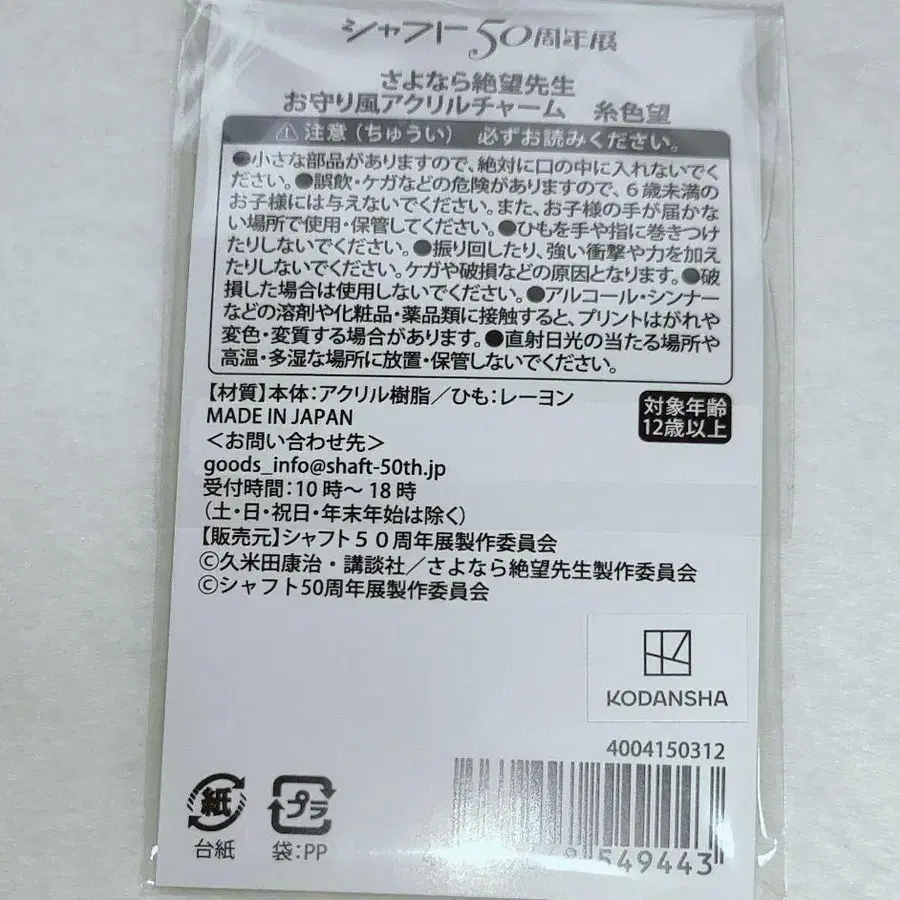 シャフト50周年展
さよなら絶望先生
お守り風アクリルチャーム 糸色望
⚠注意(ちゅうい) 必ずお読みください。
●小さな部品がありますので、絶対に口の中に入れないでく
ださい。●誤飲・ケガなどの危険がありますので、6歳未満の
お子様には与えないでください。また、お子様の手が届かな
い場所で使用・保管してください。●ひもを手や指に巻きつけ
たりしないでください。●振り回したり、強い衝撃や力を加え
たりしないでください。ケガや破損などの原因となります。●破
損した場合は使用しないでください。●アルコール・シンナー
などの溶剤や化粧品・薬品類に接触すると、プリントはがれや
変色・変質する場合があります。●直射日光の当たる場所や
高温・多湿な場所に放置・保管しないでください。
【材質】本体:アクリル樹脂/ひも:レーヨン
MADE IN JAPAN
対象年齢
12歳以上
<お問い合わせ先>
goods_info@shaft-50th.jp
受付時間:10時〜18時
(土・日・祝日・年末年始は除く)
【販売元】シャフト50周年展製作委員会
©久米田康治・講談社/さよなら絶望先生製作委員会
©シャフト50周年展製作委員会
KODANSHA
4004150312
549443
紙
台紙
プラ
袋:PP